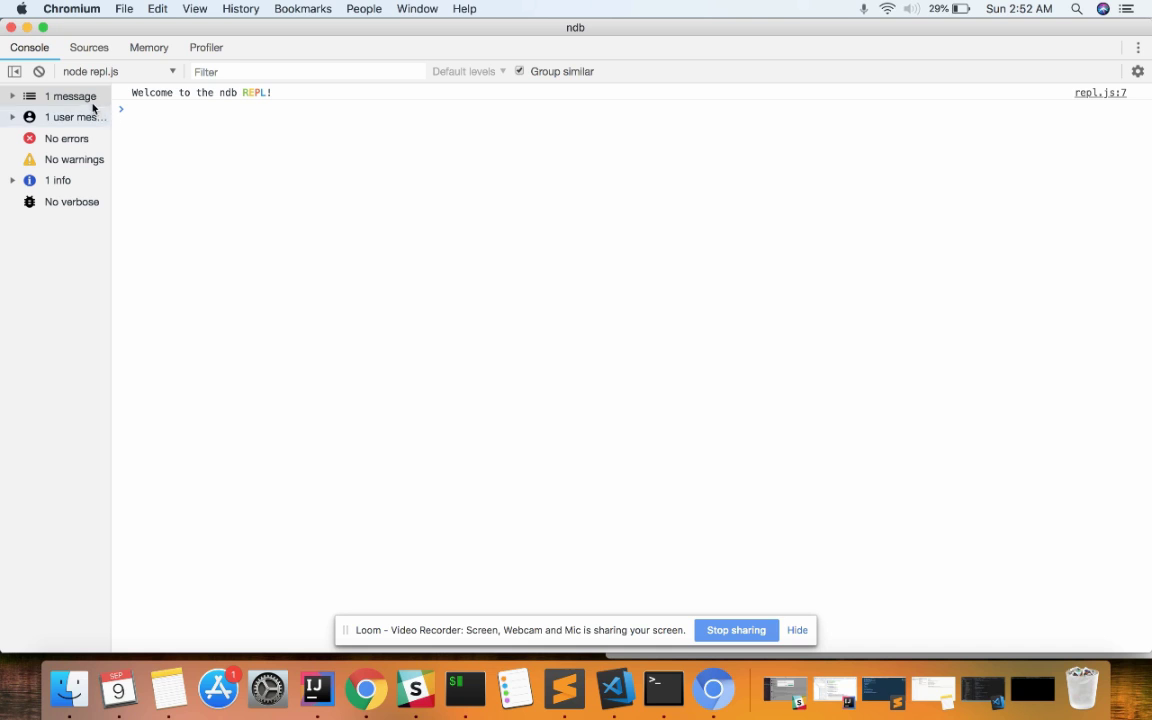 Chromium File Edit View History Bookmarks People Window Help 29% Sun 2:52 AM
ndb
Console Sources Memory Profiler
node repl.js Filter Default levels Group similar
1 message
Welcome to the ndb REPL! repl.js:7
1 user mes...
No errors
No warnings
1 info
No verbose
Loom - Video Recorder: Screen, Webcam and Mic is sharing your screen. Stop sharing Hide
SEP
9
1
IJ
S
$
>_